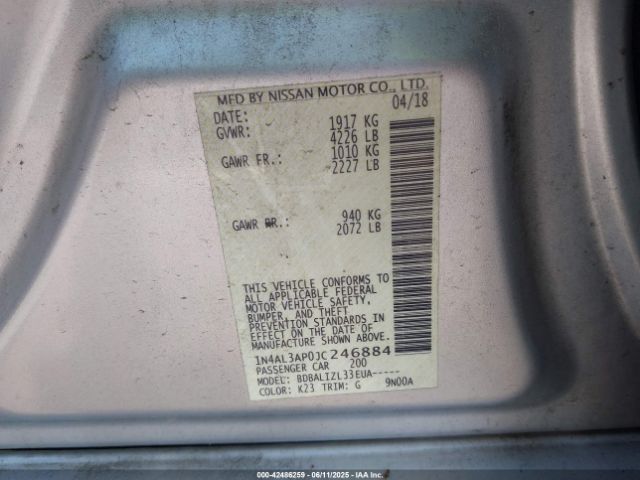 MFD BY NISSAN MOTOR CO., LTD.
DATE: 04/18
GVWR: 1917 KG
4226 LB
GAWR FR.: 1010 KG
2227 LB
GAWR RR.: 940 KG
2072 LB
THIS VEHICLE CONFORMS TO
ALL APPLICABLE FEDERAL
MOTOR VEHICLE SAFETY,
BUMPER, AND THEFT
PREVENTION STANDARDS IN
EFFECT ON THE DATE OF
MANUFACTURE SHOWN ABOVE.
1N4AL3AP0JC246884
PASSENGER CAR 200
MODEL: BDBALIZL33EUA-----
COLOR: K23 TRIM: G 9N00A
000-42486259 - 06/11/2025 - IAAI.COM